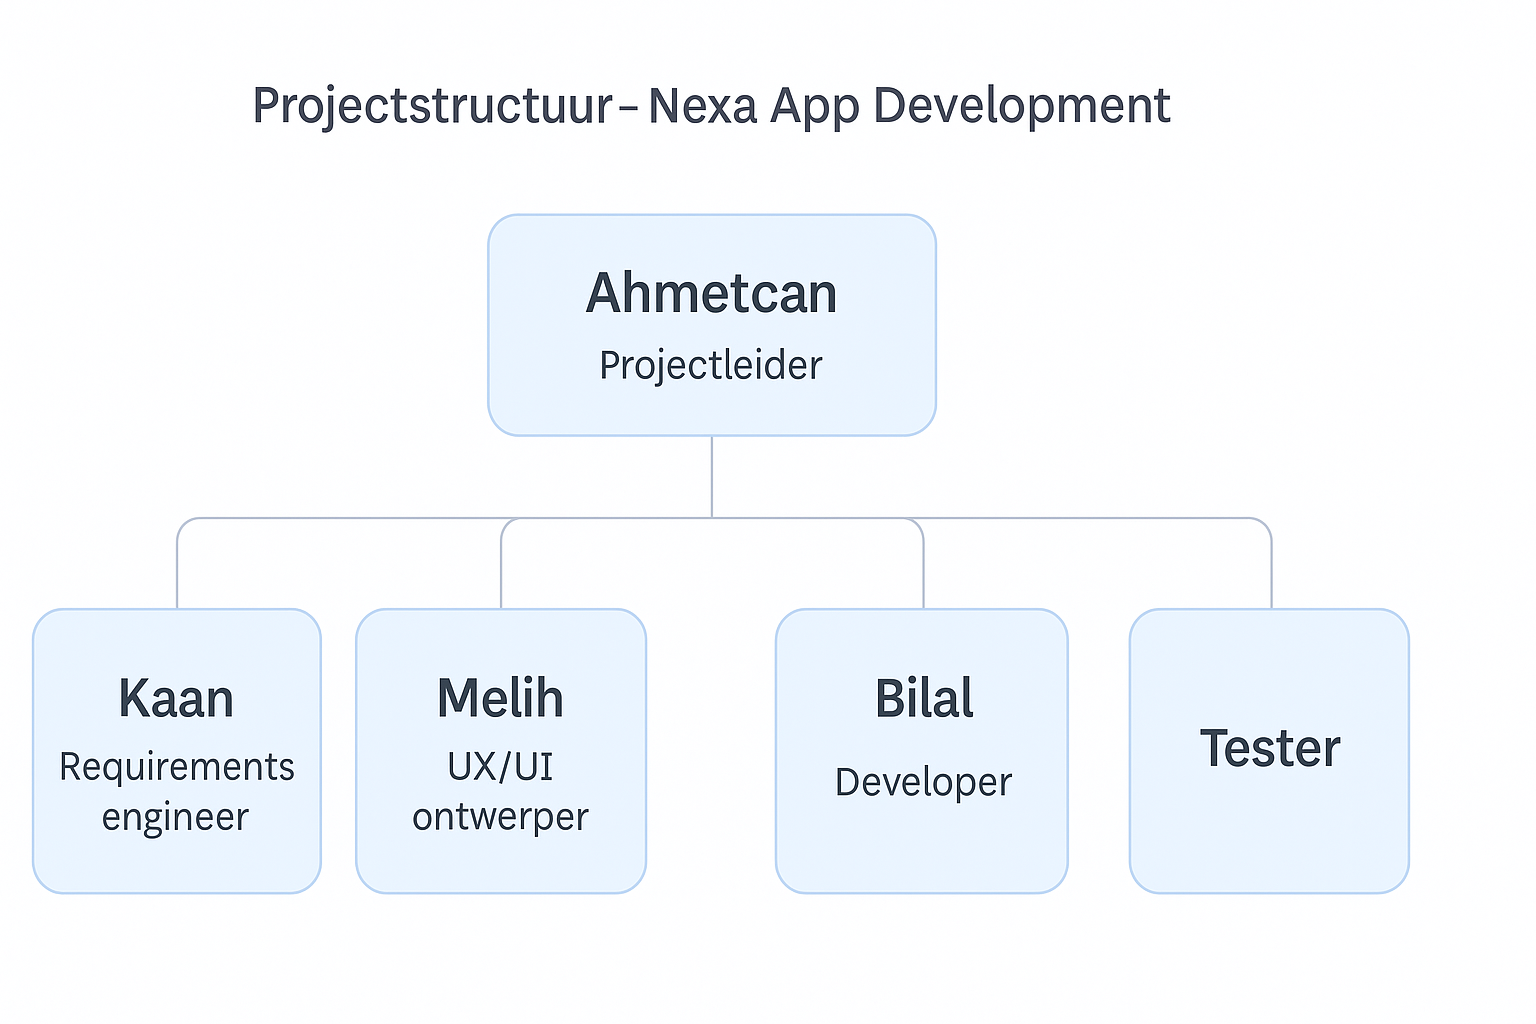 Projectstructuur – Nexa App Development
Ahmetcan
Projectleider
Kaan
Requirements
engineer
Melih
UX/UI
ontwerper
Bilal
Developer
Tester